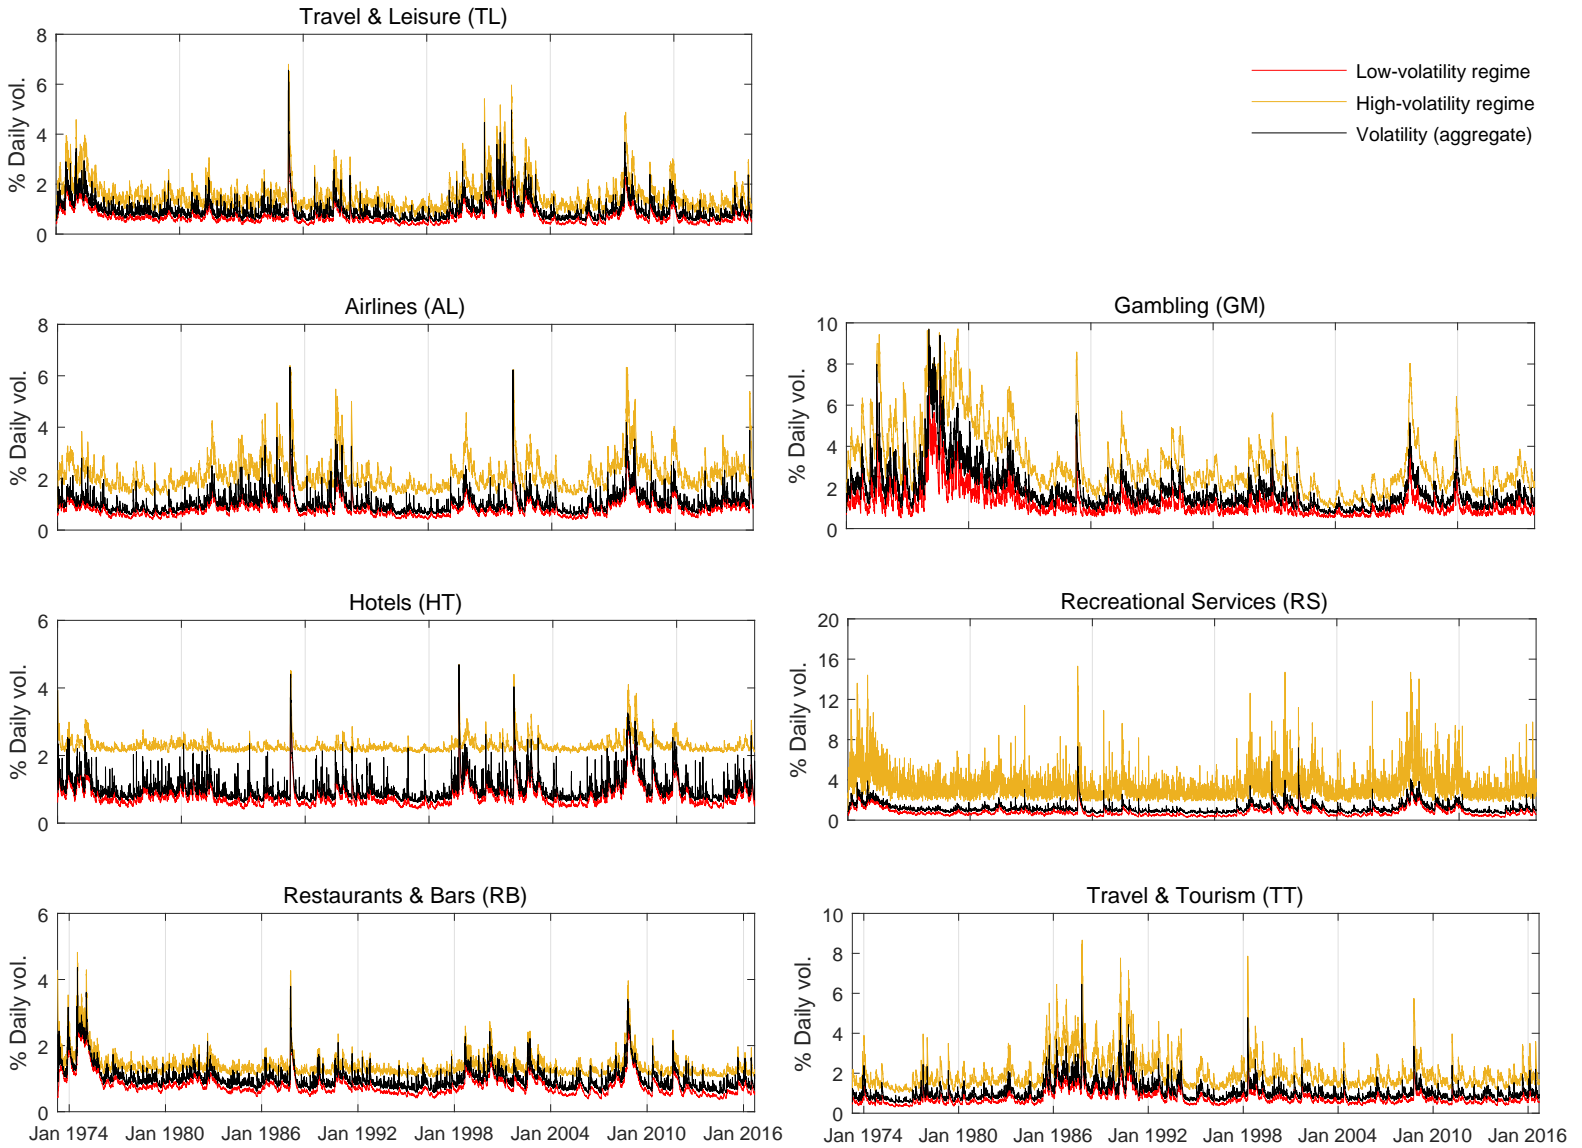 Travel & Leisure (TL)
% Daily vol.
8
6
4
2
0
Low-volatility regime
High-volatility regime
Volatility (aggregate)
Airlines (AL)
% Daily vol.
8
6
4
2
0
Gambling (GM)
% Daily vol.
10
8
6
4
2
0
Hotels (HT)
% Daily vol.
6
4
2
0
Recreational Services (RS)
% Daily vol.
20
16
12
8
4
0
Restaurants & Bars (RB)
% Daily vol.
6
4
2
0
Jan 1974 Jan 1980 Jan 1986 Jan 1992 Jan 1998 Jan 2004 Jan 2010 Jan 2016
Travel & Tourism (TT)
% Daily vol.
10
8
6
4
2
0
Jan 1974 Jan 1980 Jan 1986 Jan 1992 Jan 1998 Jan 2004 Jan 2010 Jan 2016